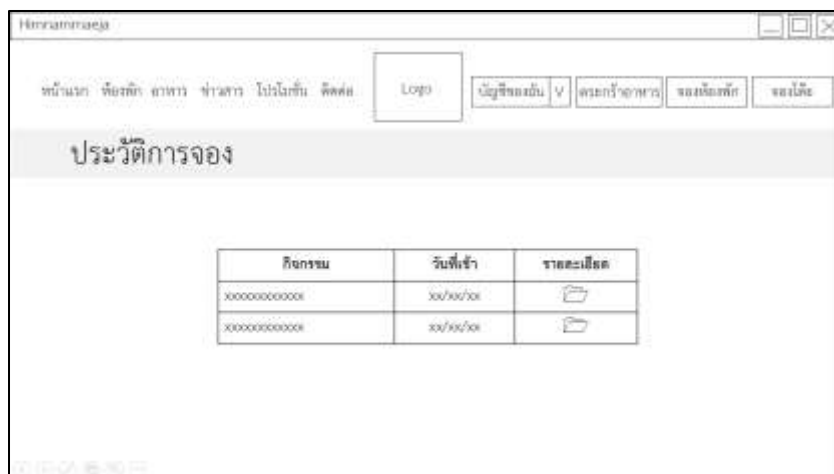 Himnammaeja
หน้าแรก ห้องพัก อาหาร ข่าวสาร โปรโมชั่น ติดต่อ Logo บัญชีของฉัน V ตระกร้าอาหาร จองห้องพัก จองโต๊ะ
ประวัติการจอง
กิจกรรม วันที่เข้า รายละเอียด
xxxxxxxxxxxx xx/xx/xx
xxxxxxxxxxxx xx/xx/xx